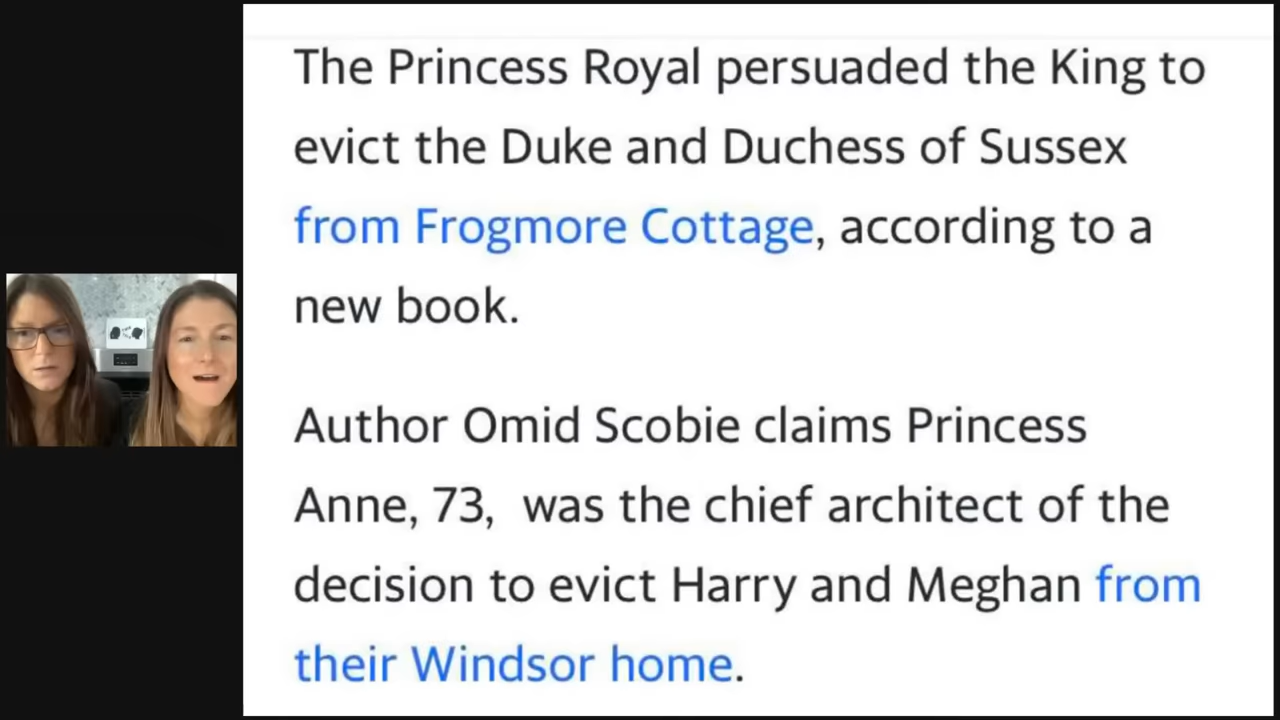 The Princess Royal persuaded the King to
evict the Duke and Duchess of Sussex
from Frogmore Cottage, according to a
new book.
Author Omid Scobie claims Princess
Anne, 73, was the chief architect of the
decision to evict Harry and Meghan from
their Windsor home.